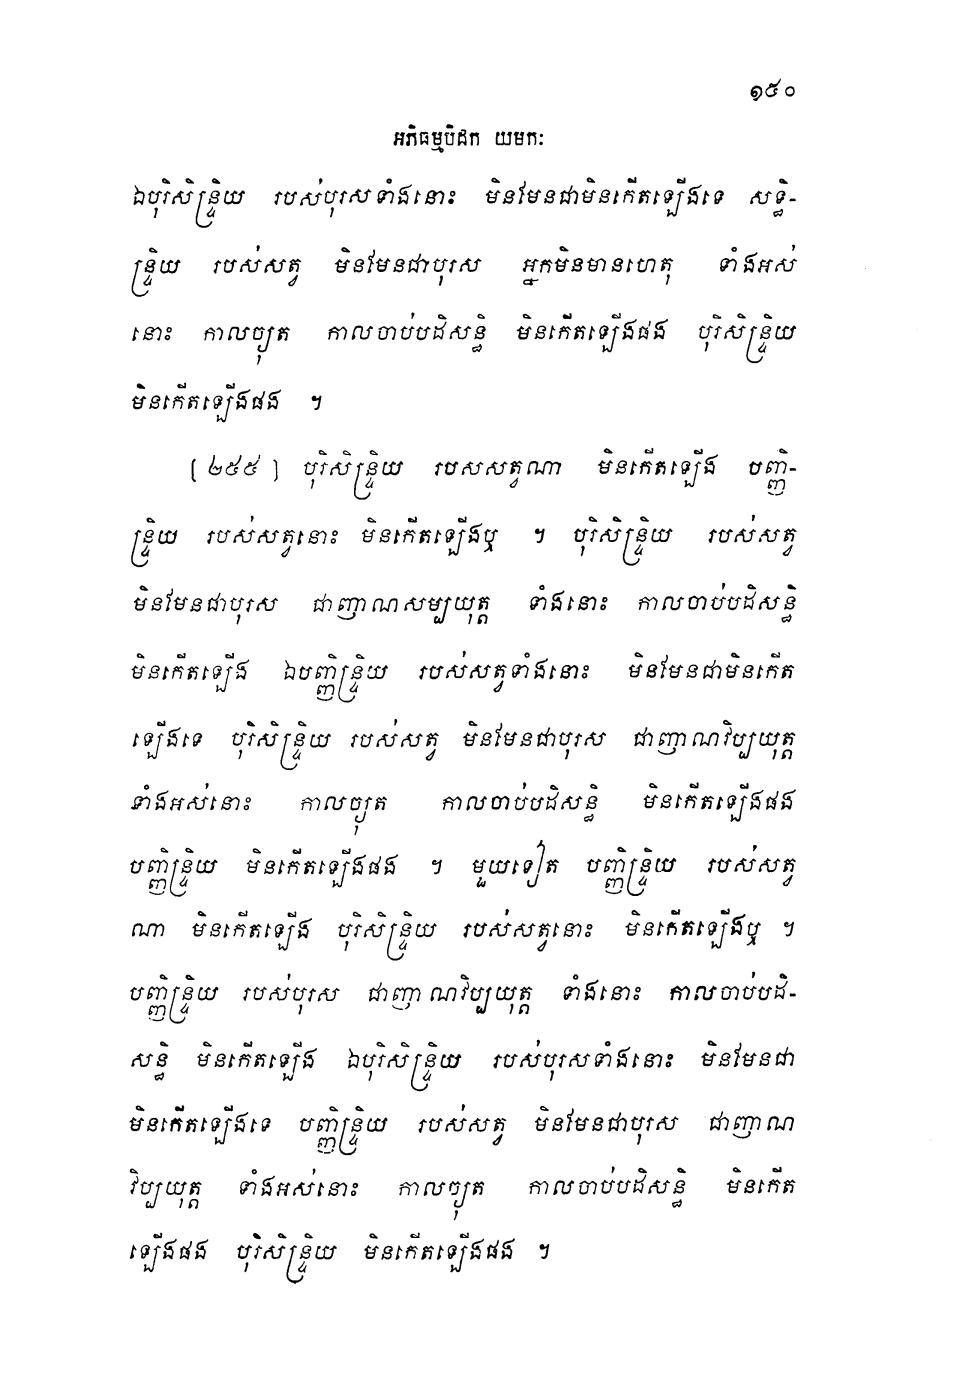 ១៥០
អភិធម្មបិដក យមកៈ
ឯបុរិសិន្ទ្រិយ របស់បុរសទាំងនោះ មិនមែនជាមិនកើតឡើងទេ សទ្ធិ-
ន្ទ្រិយ របស់សត្វ មិនមែនជាបុរស អ្នកមិនមានហេតុ ទាំងអស់
នោះ កាលច្យុត កាលចាប់បដិសន្ធិ មិនកើតឡើងផង បុរិសិន្ទ្រិយ
មិនកើតឡើងផង ។
[ ២៥៥ ] បុរិសិន្ទ្រិយ របសសត្វណា មិនកើតឡើង បញ្ញិ-
ន្ទ្រិយ របស់សត្វនោះ មិនកើតឡើងឬ ។ បុរិសិន្ទ្រិយ របស់សត្វ
មិនមែនជាបុរស ជាញាណសម្បយុត្ត ទាំងនោះ កាលចាប់បដិសន្ធិ
មិនកើតឡើង ឯបញ្ញិន្ទ្រិយ របស់សត្វទាំងនោះ មិនមែនជាមិនកើត
ឡើងទេ បុរិសិន្ទ្រិយ របស់សត្វ មិនមែនជាបុរស ជាញាណវិប្បយុត្ត
ទាំងអស់នោះ កាលច្យុត កាលចាប់បដិសន្ធិ មិនកើតឡើងផង
បញ្ញិន្ទ្រិយ មិនកើតឡើងផង ។ មួយទៀត បញ្ញិន្ទ្រិយ របស់សត្វ
ណា មិនកើតឡើង បុរិសិន្ទ្រិយ របស់សត្វនោះ មិនកើតឡើងឬ ។
បញ្ញិន្ទ្រិយ របស់បុរស ជាញាណវិប្បយុត្ត ទាំងនោះ កាលចាប់បដិ-
សន្ធិ មិនកើតឡើង ឯបុរិសិន្ទ្រិយ របស់បុរសទាំងនោះ មិនមែនជា
មិនកើតឡើងទេ បញ្ញិន្ទ្រិយ របស់សត្វ មិនមែនជាបុរស ជាញាណ
វិប្បយុត្ត ទាំងអស់នោះ កាលច្យុត កាលចាប់បដិសន្ធិ មិនកើត
ឡើងផង បុរិសិន្ទ្រិយ មិនកើតឡើងផង ។